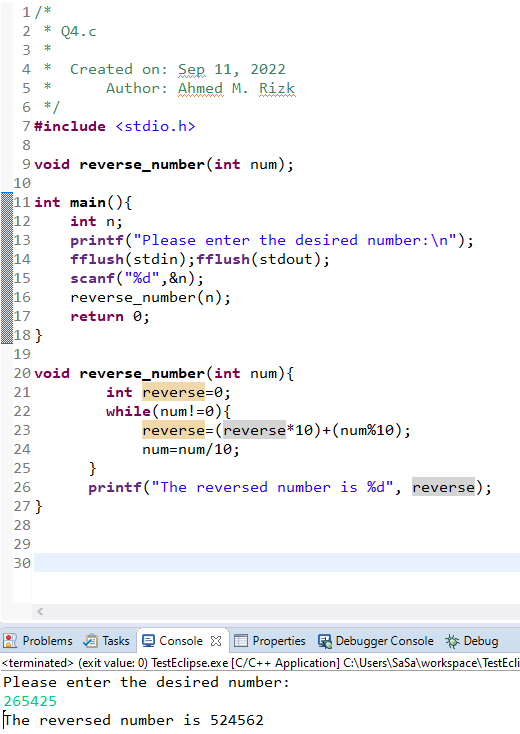 1 /*
2  * Q4.c
3  *
4  *  Created on: Sep 11, 2022
5  *      Author: Ahmed M. Rizk
6  */
7 #include <stdio.h>
8
9 void reverse_number(int num);
10
11 int main(){
12     int n;
13     printf("Please enter the desired number:\n");
14     fflush(stdin);fflush(stdout);
15     scanf("%d",&n);
16     reverse_number(n);
17     return 0;
18 }
19
20 void reverse_number(int num){
21         int reverse=0;
22         while(num!=0){
23             reverse=(reverse*10)+(num%10);
24             num=num/10;
25       }
26       printf("The reversed number is %d", reverse);
27 }
28
29
30
Problems Tasks Console Properties Debugger Console Debug
<terminated> (exit value: 0) TestEclipse.exe [C/C++ Application] C:\Users\SaSa\workspace\TestEcli
Please enter the desired number:
265425
The reversed number is 524562